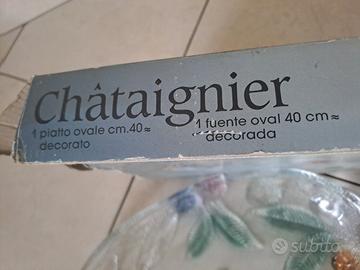 Châtaignier
1 piatto ovale cm. 40≈
decorato
1 fuente oval 40 cm≈
decorada
subito